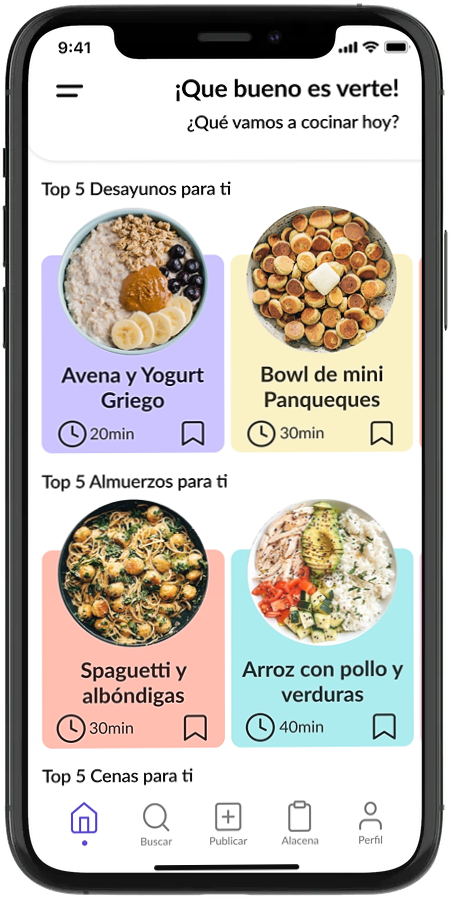 9:41
¡Que bueno es verte!
¿Qué vamos a cocinar hoy?
Top 5 Desayunos para ti
Avena y Yogurt
Griego
20min
Bowl de mini
Panqueques
30min
Top 5 Almuerzos para ti
Spaguetti y
albóndigas
30min
Arroz con pollo y
verduras
40min
Top 5 Cenas para ti
Buscar
Publicar
Alacena
Perfil